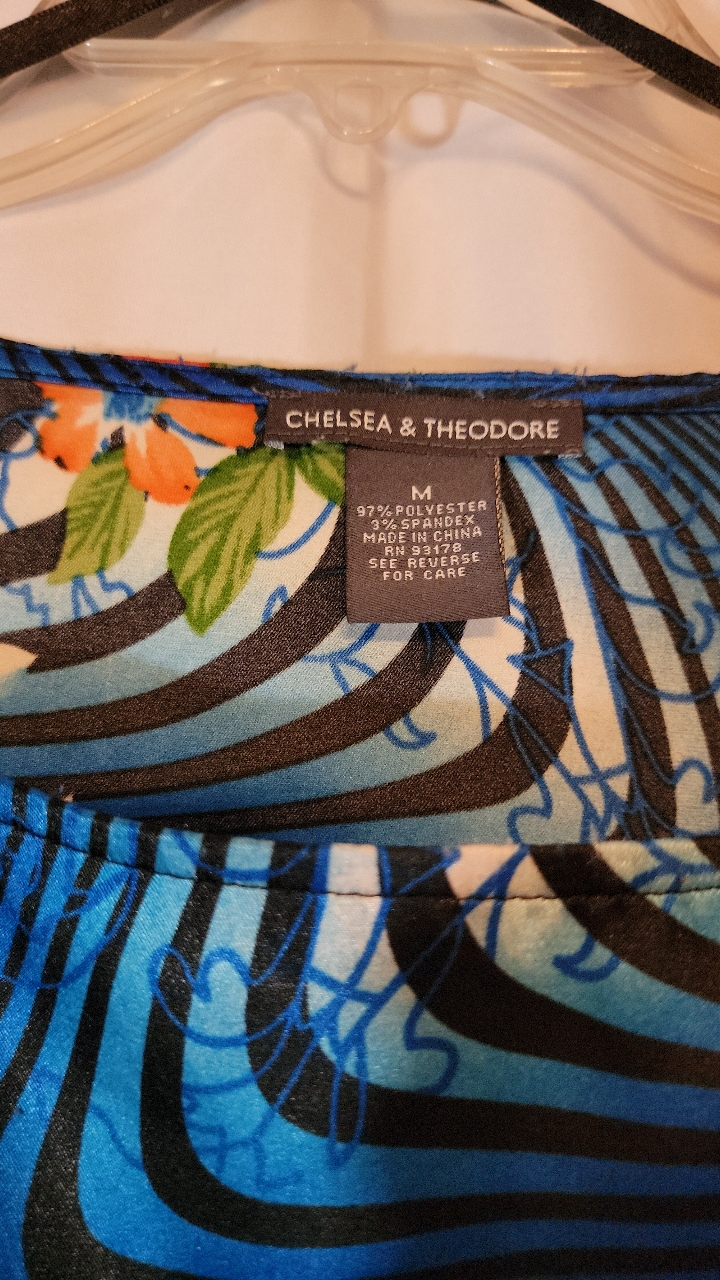 CHELSEA & THEODORE
M
97% POLYESTER
3% SPANDEX
MADE IN CHINA
RN 93178
SEE REVERSE
FOR CARE